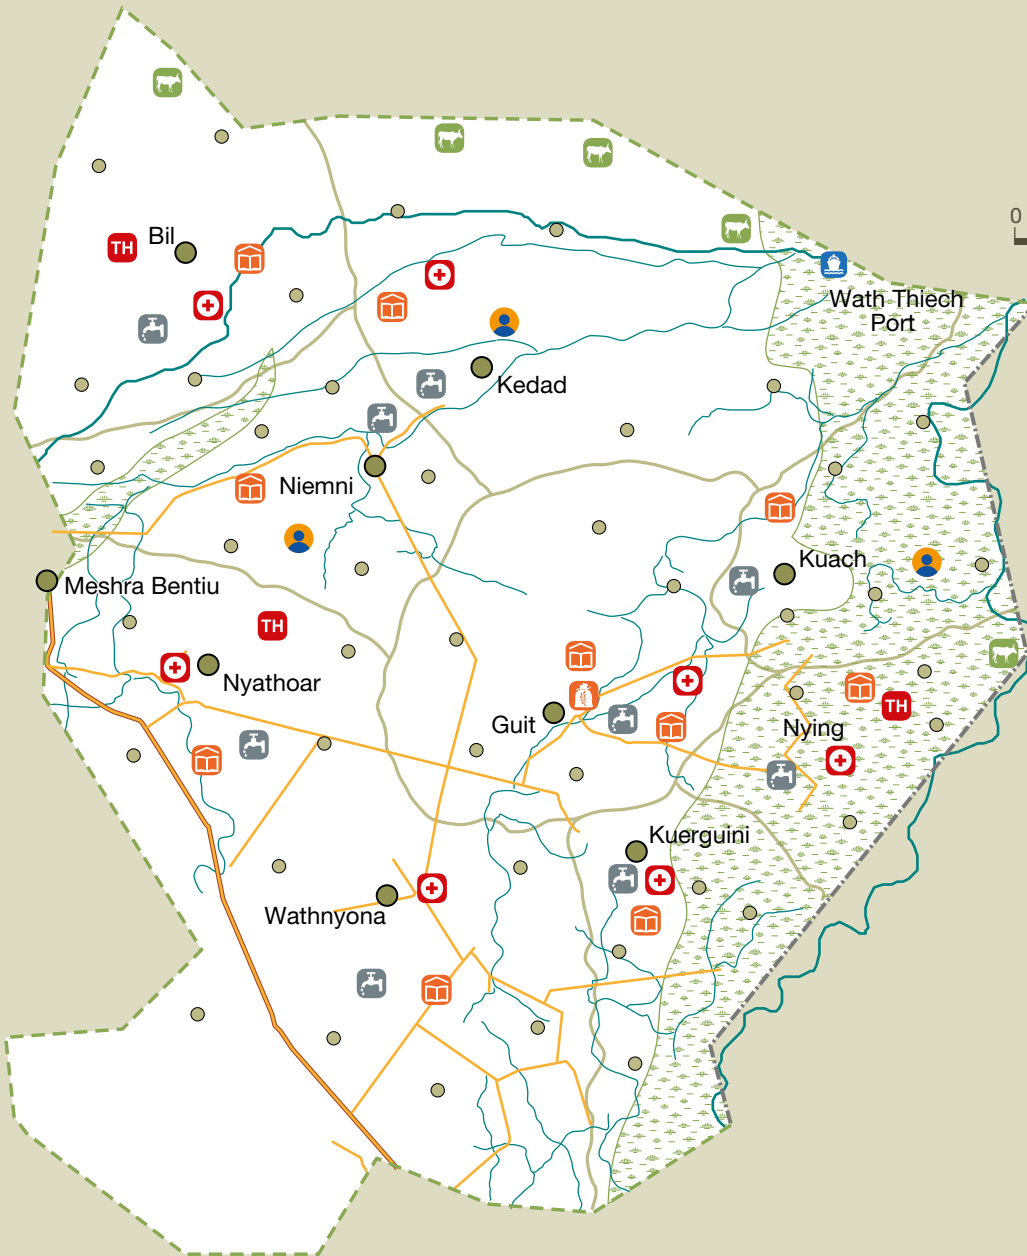 0
TH
Bil
Wath Thiech
Port
Kedad
Niemni
Kuach
Meshra Bentiu
TH
Nyathoar
TH
Guit
Nying
Kuerguini
Wathnyona